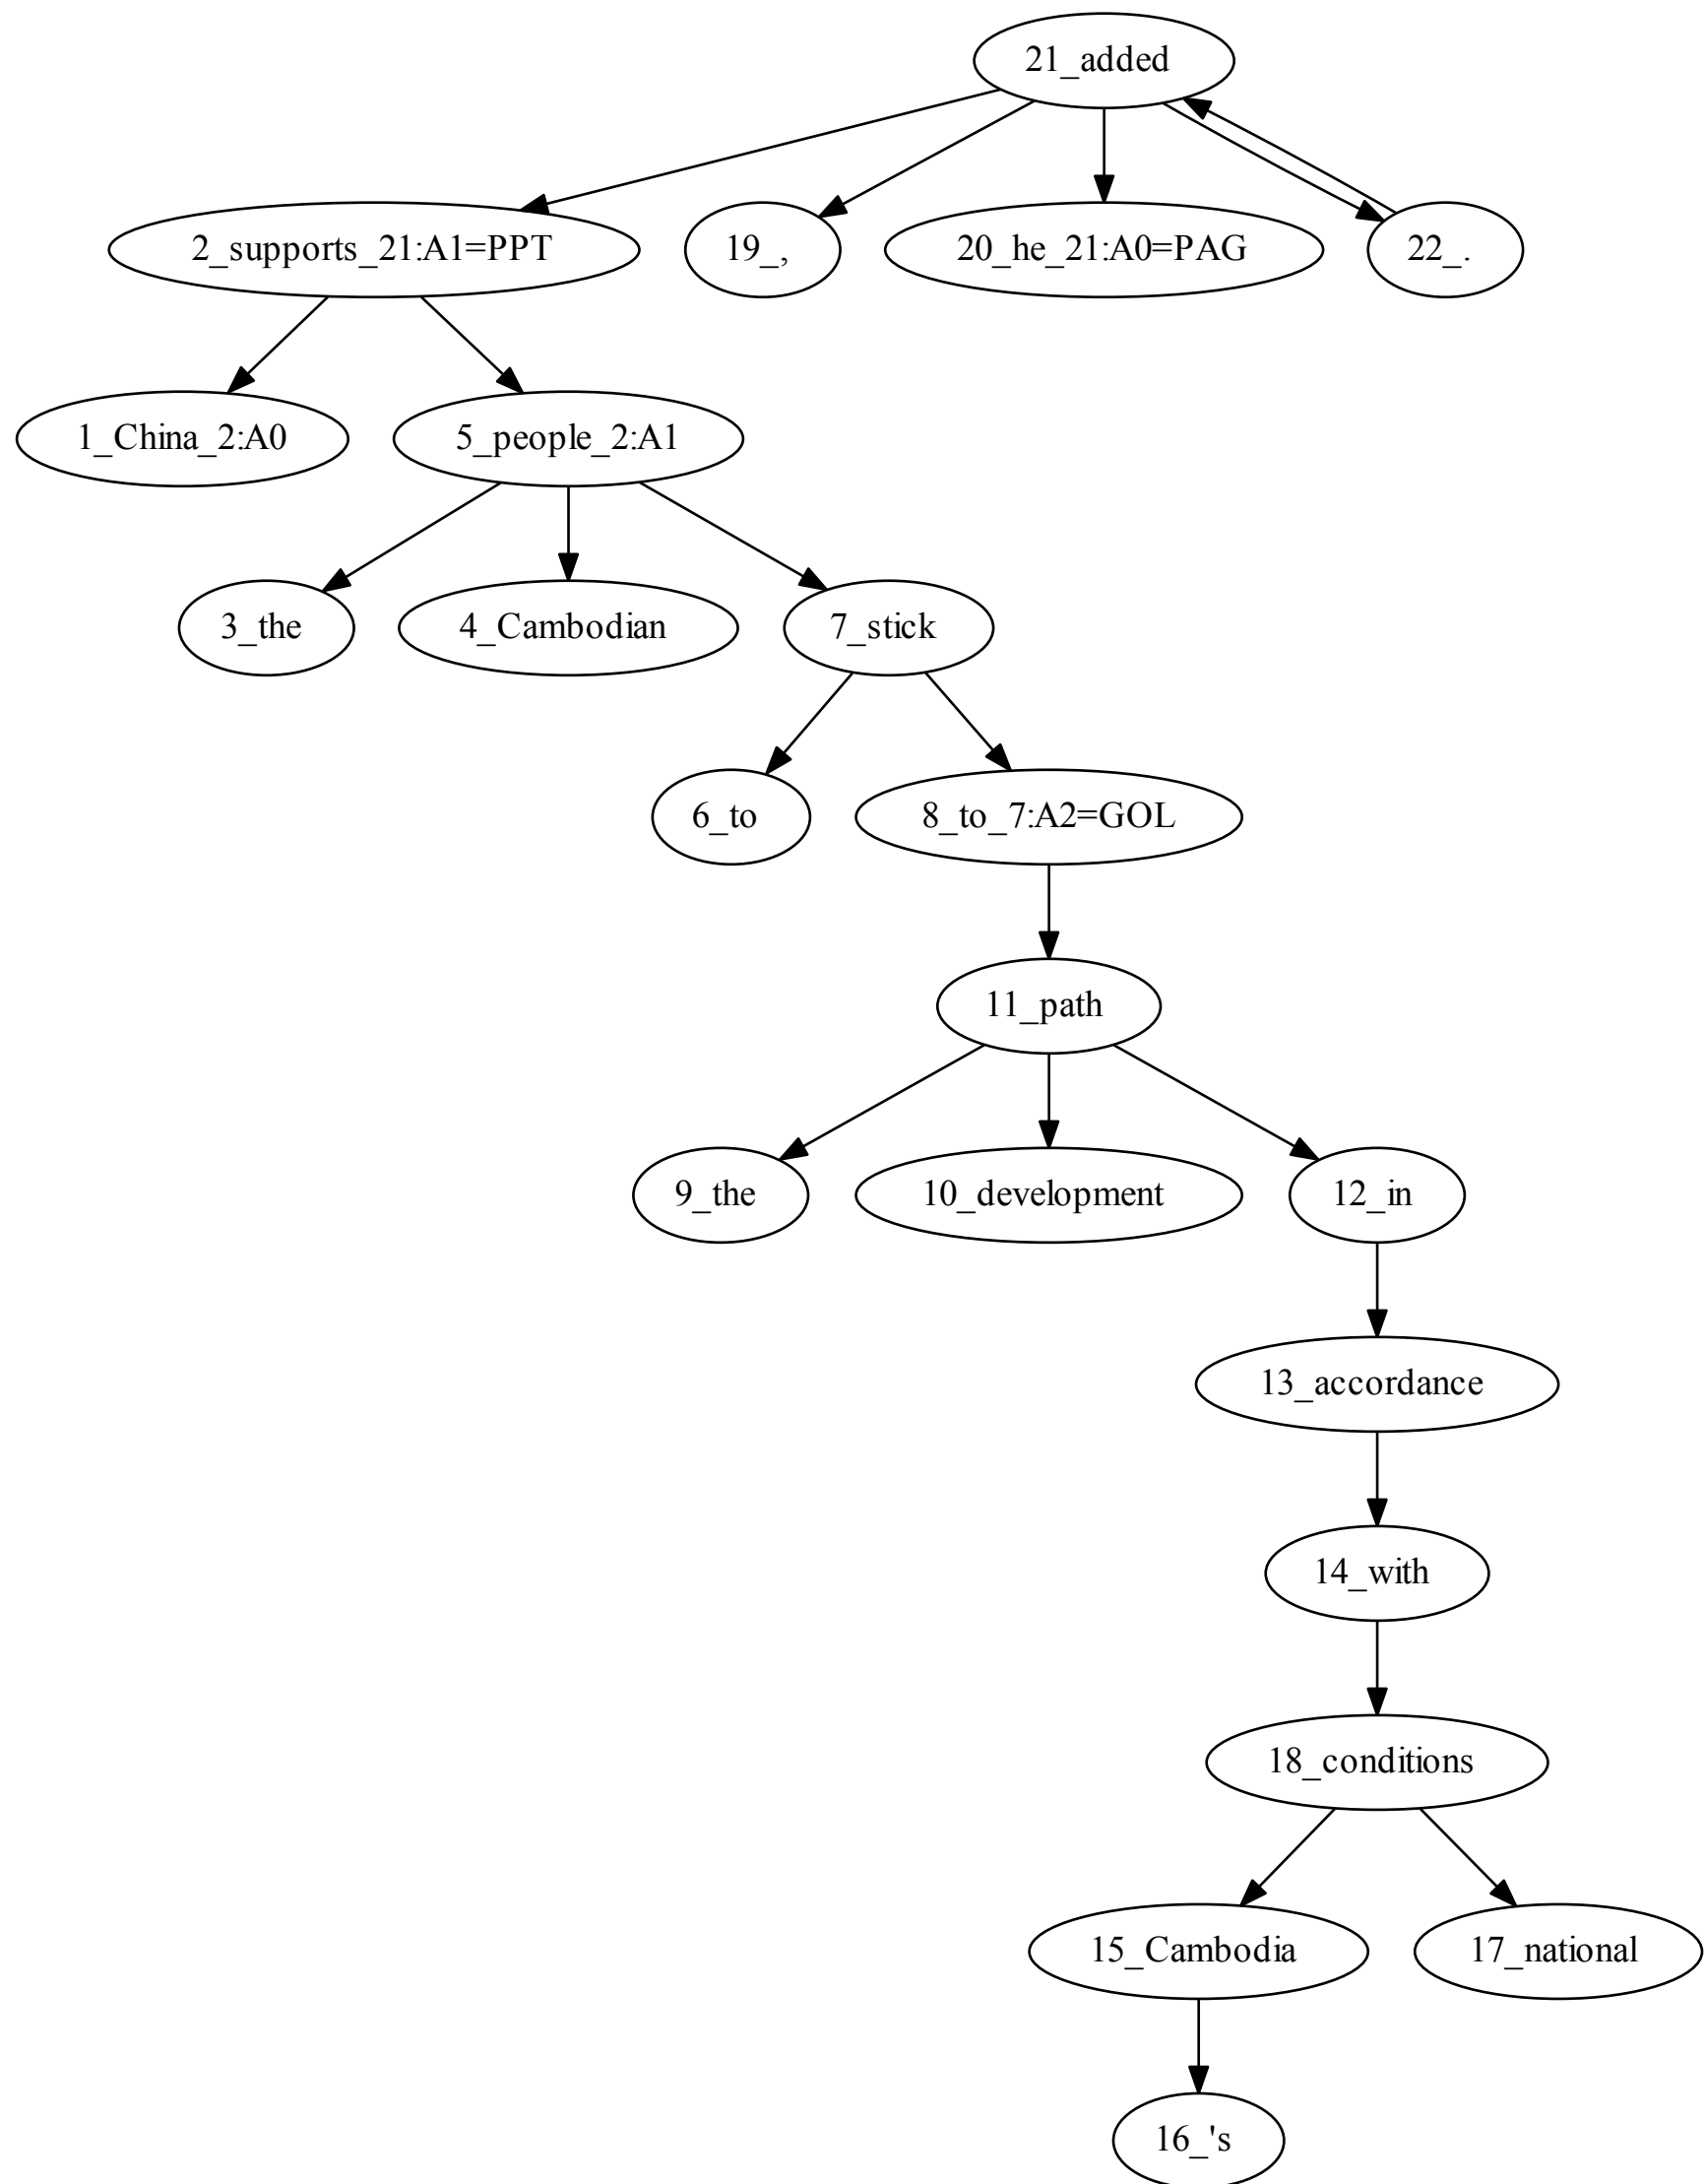 21_added
2_supports_21:A1=PPT
19_,
20_he_21:A0=PAG
22_.
1_China_2:A0
5_people_2:A1
3_the
4_Cambodian
7_stick
6_to
8_to_7:A2=GOL
11_path
9_the
10_development
12_in
13_accordance
14_with
18_conditions
15_Cambodia
17_national
16_'s